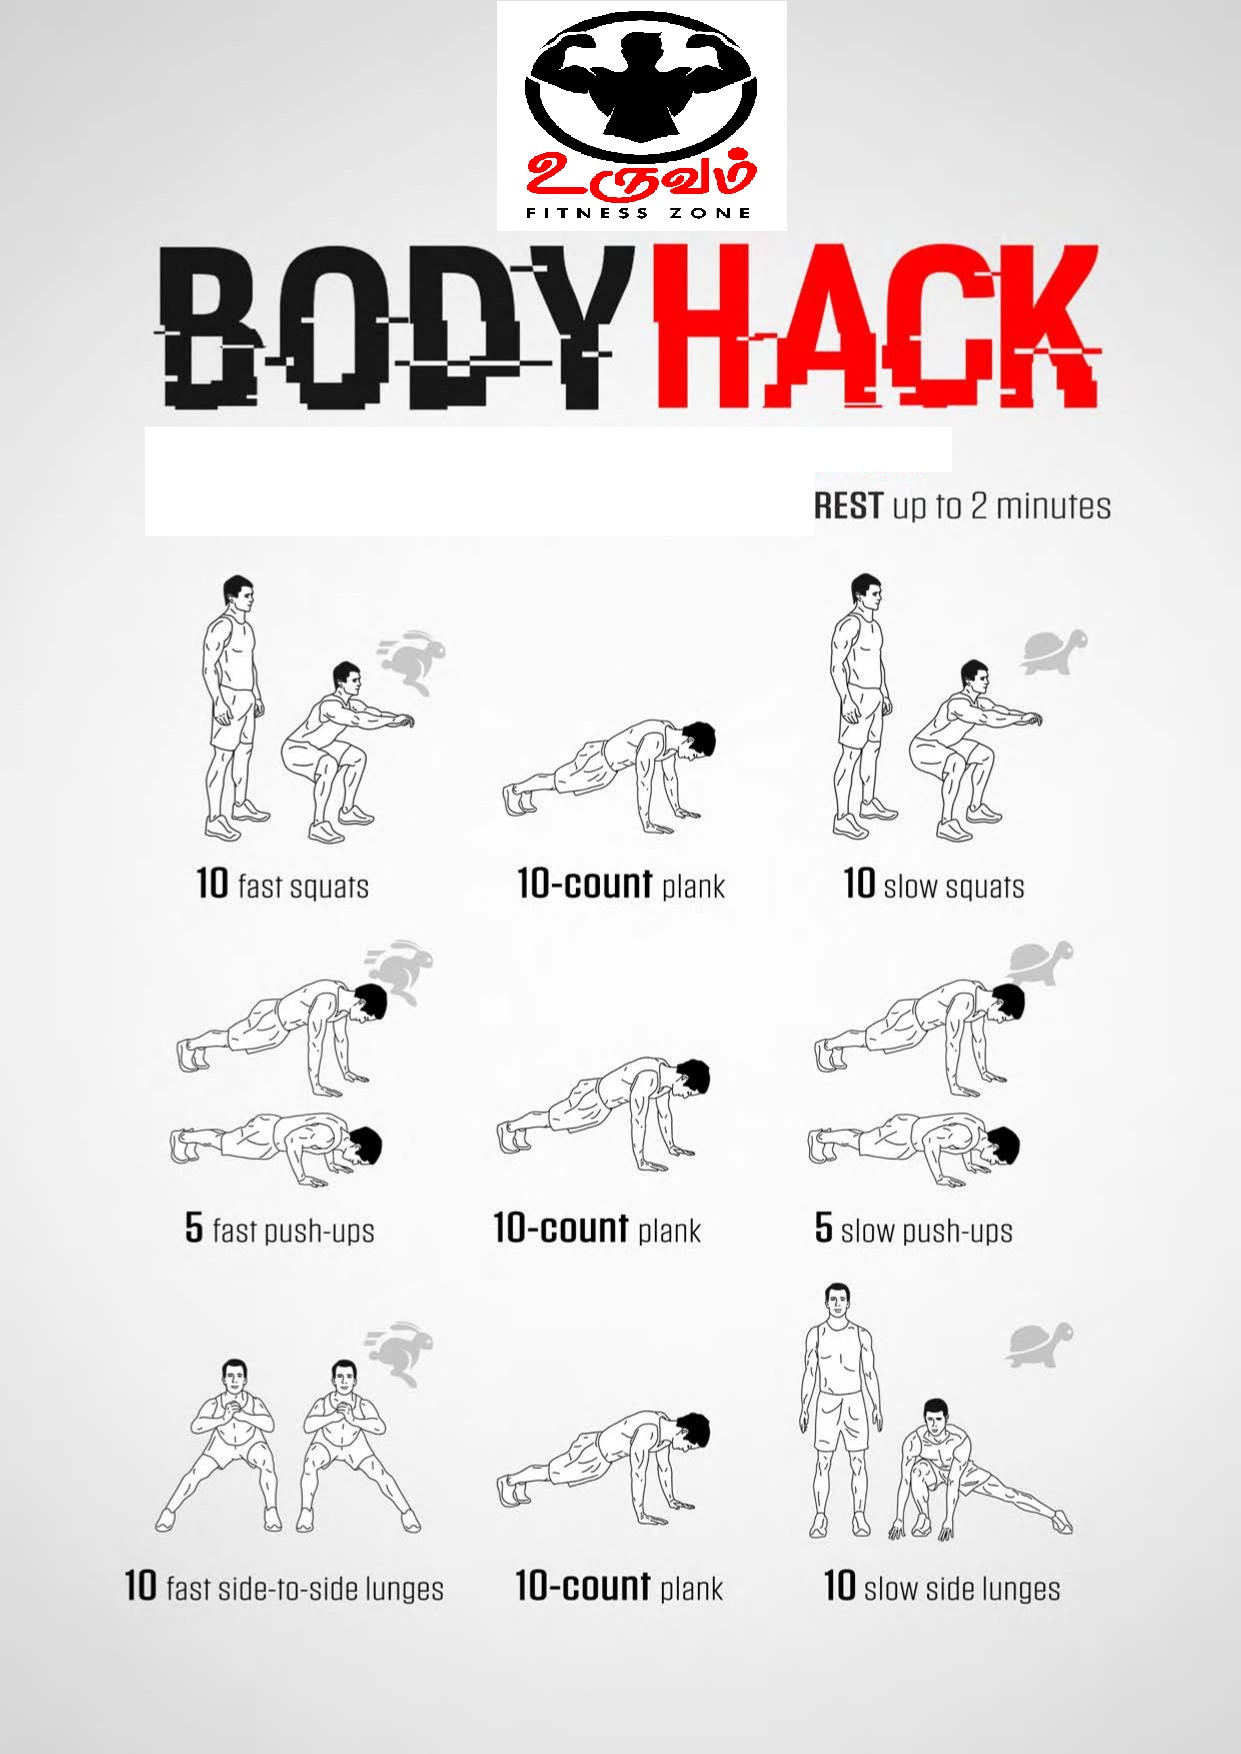 உருவம்
FITNESS ZONE
BODYHACK
REST up to 2 minutes
10 fast squats
10-count plank
10 slow squats
5 fast push-ups
10-count plank
5 slow push-ups
10 fast side-to-side lunges
10-count plank
10 slow side lunges